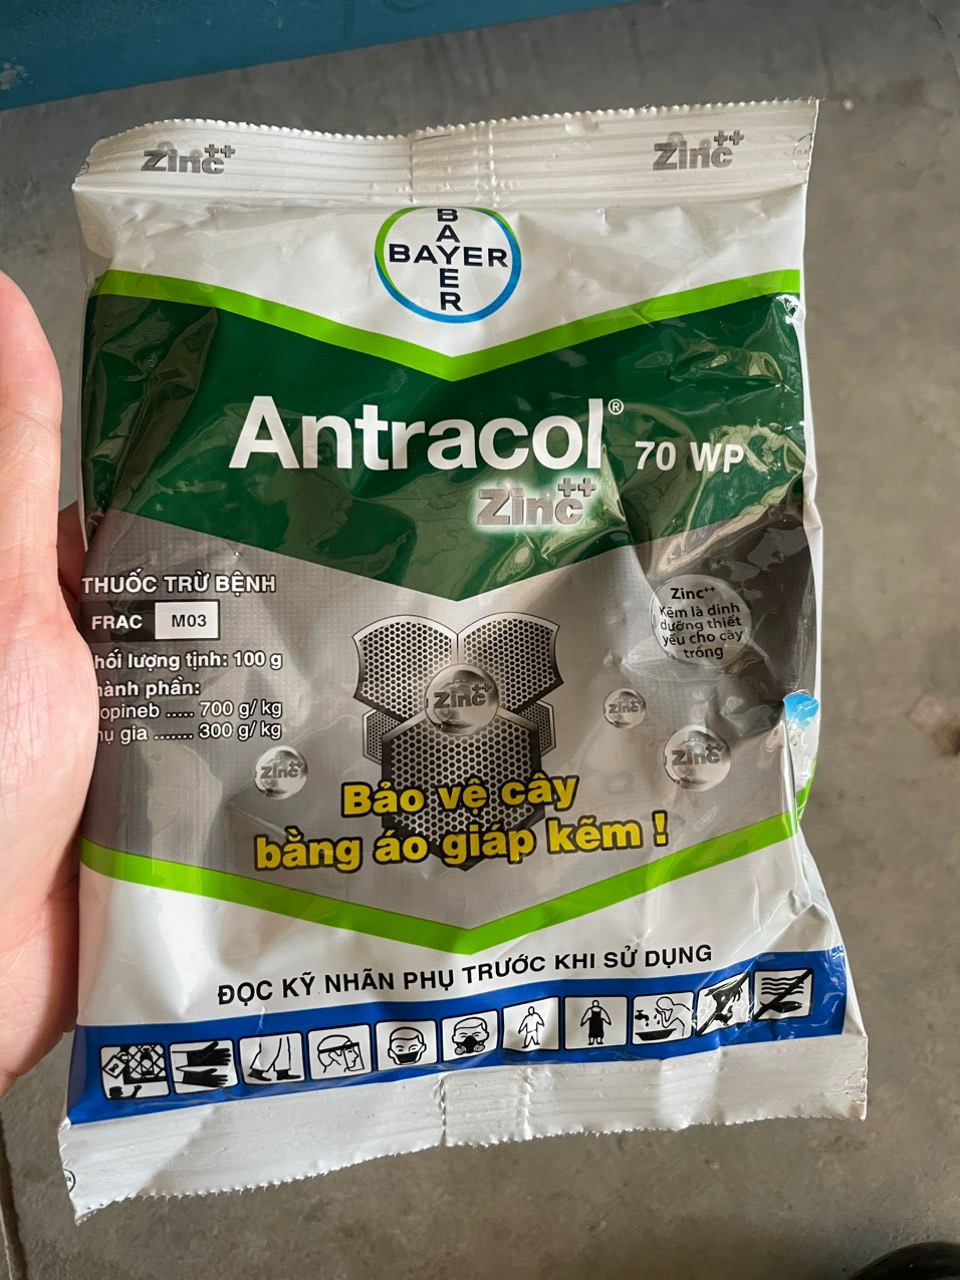 Zinc++
Zinc++
BAYER
BAYER
Antracol® 70 WP
Zinc++
THUỐC TRỪ BỆNH
FRAC M03
hối lượng tịnh: 100 g
hành phần:
opineb ..... 700 g/ kg
hụ gia ....... 300 g/ kg
Zinc++
Kẽm là dinh
dưỡng thiết
yếu cho cây
trồng
Zinc++
Zinc++
Zinc++
Zinc++
Bảo vệ cây
bằng áo giáp kẽm !
ĐỌC KỸ NHÃN PHỤ TRƯỚC KHI SỬ DỤNG